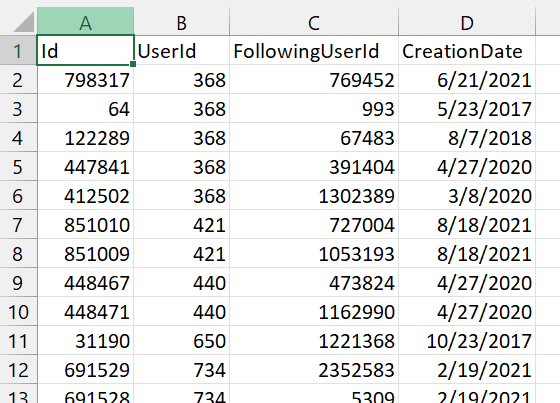 A B C D
1 Id UserId FollowingUserId CreationDate
2 798317 368 769452 6/21/2021
3 64 368 993 5/23/2017
4 122289 368 67483 8/7/2018
5 447841 368 391404 4/27/2020
6 412502 368 1302389 3/8/2020
7 851010 421 727004 8/18/2021
8 851009 421 1053193 8/18/2021
9 448467 440 473824 4/27/2020
10 448471 440 1162990 4/27/2020
11 31190 650 1221368 10/23/2017
12 691529 734 2352583 2/19/2021
13 691528 734 5309 2/19/2021